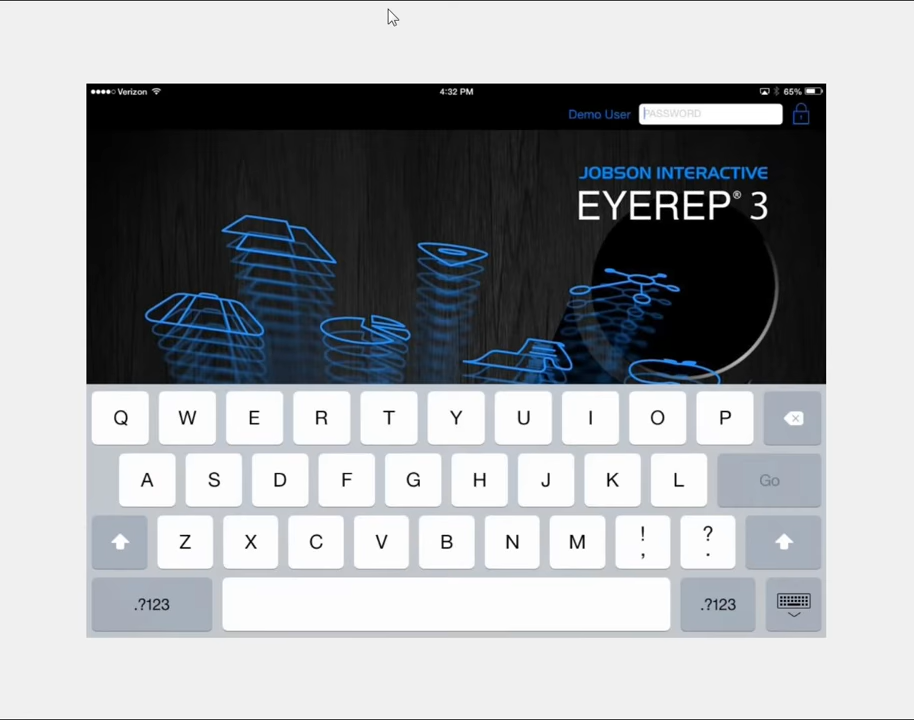 Verizon 4:32 PM 65%
Demo User PASSWORD
JOBSON INTERACTIVE
EYEREP® 3
Q W E R T Y U I O P
A S D F G H J K L Go
Z X C V B N M ! , ? .
.?123 .?123